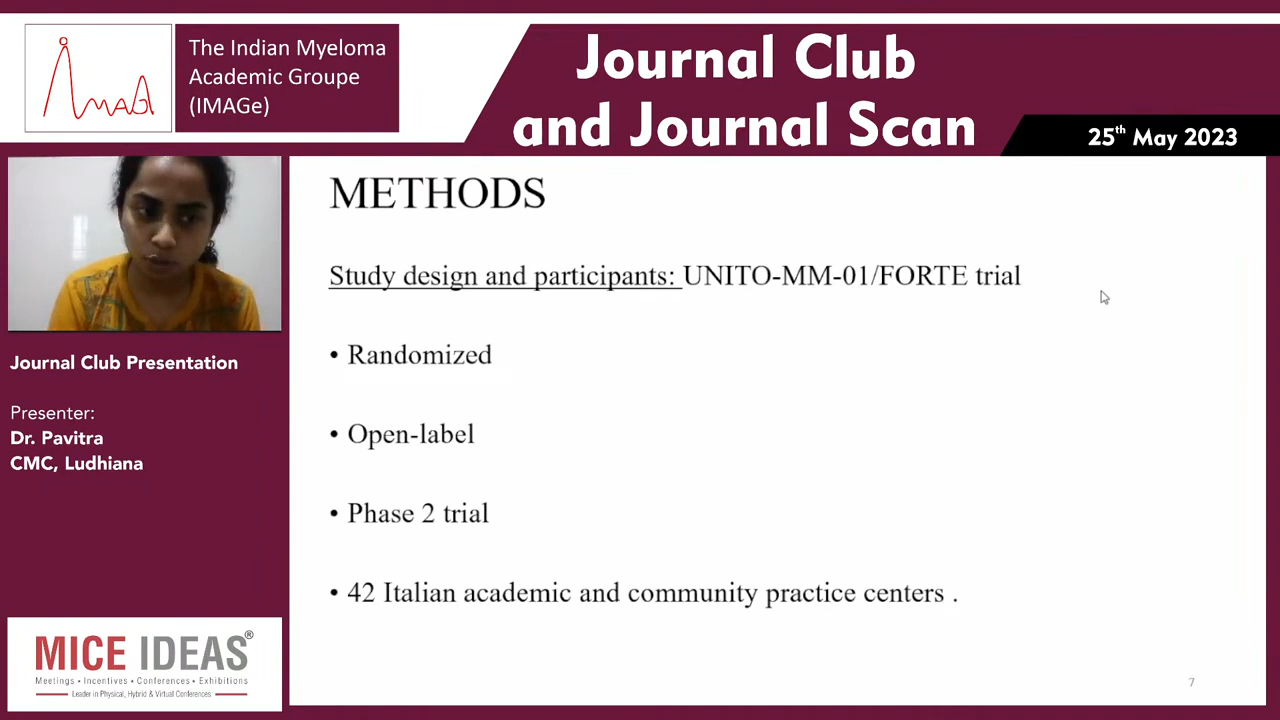 imAGe
The Indian Myeloma
Academic Groupe
(IMAGe)
Journal Club
and Journal Scan
25th May 2023
METHODS
Study design and participants: UNITO-MM-01/FORTE trial
• Randomized
• Open-label
• Phase 2 trial
• 42 Italian academic and community practice centers .
7
Journal Club Presentation
Presenter:
Dr. Pavitra
CMC, Ludhiana
MICE IDEAS®
Meetings • Incentives • Conferences • Exhibitions
Leader in Physical, Hybrid & Virtual Conferences